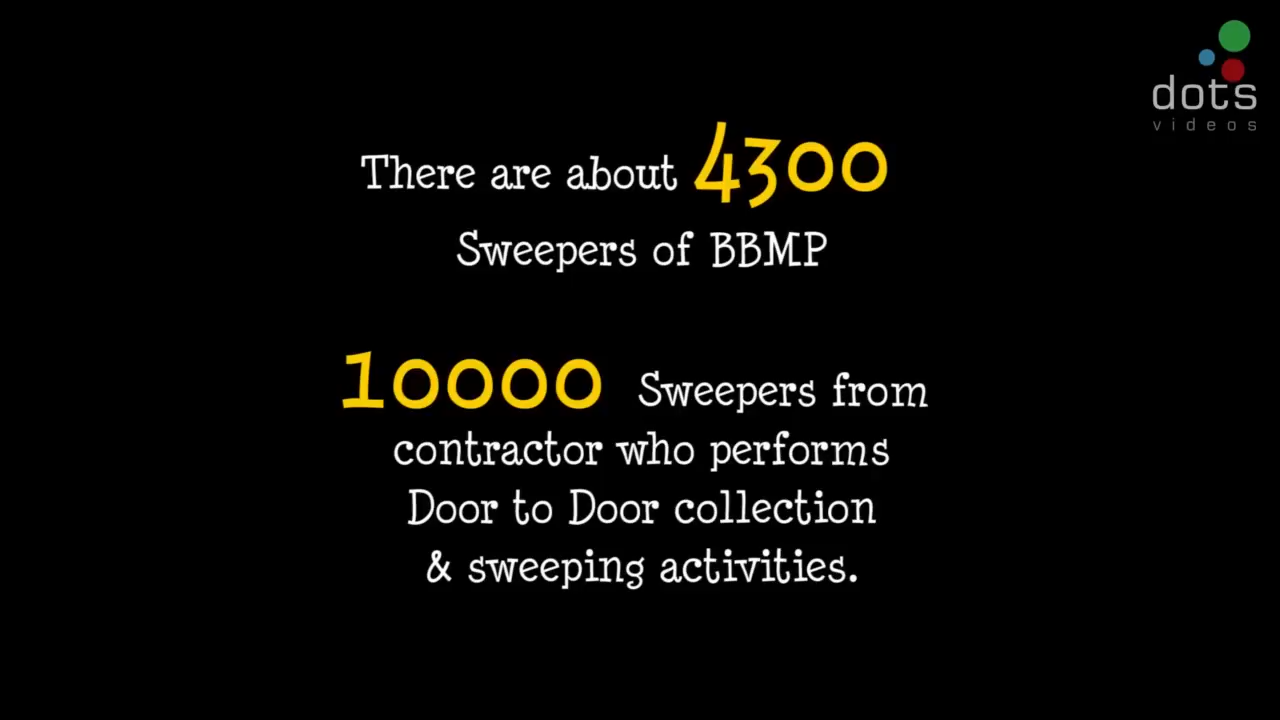 dots
videos
There are about 4300
Sweepers of BBMP
10000 Sweepers from
contractor who performs
Door to Door collection
& sweeping activities.